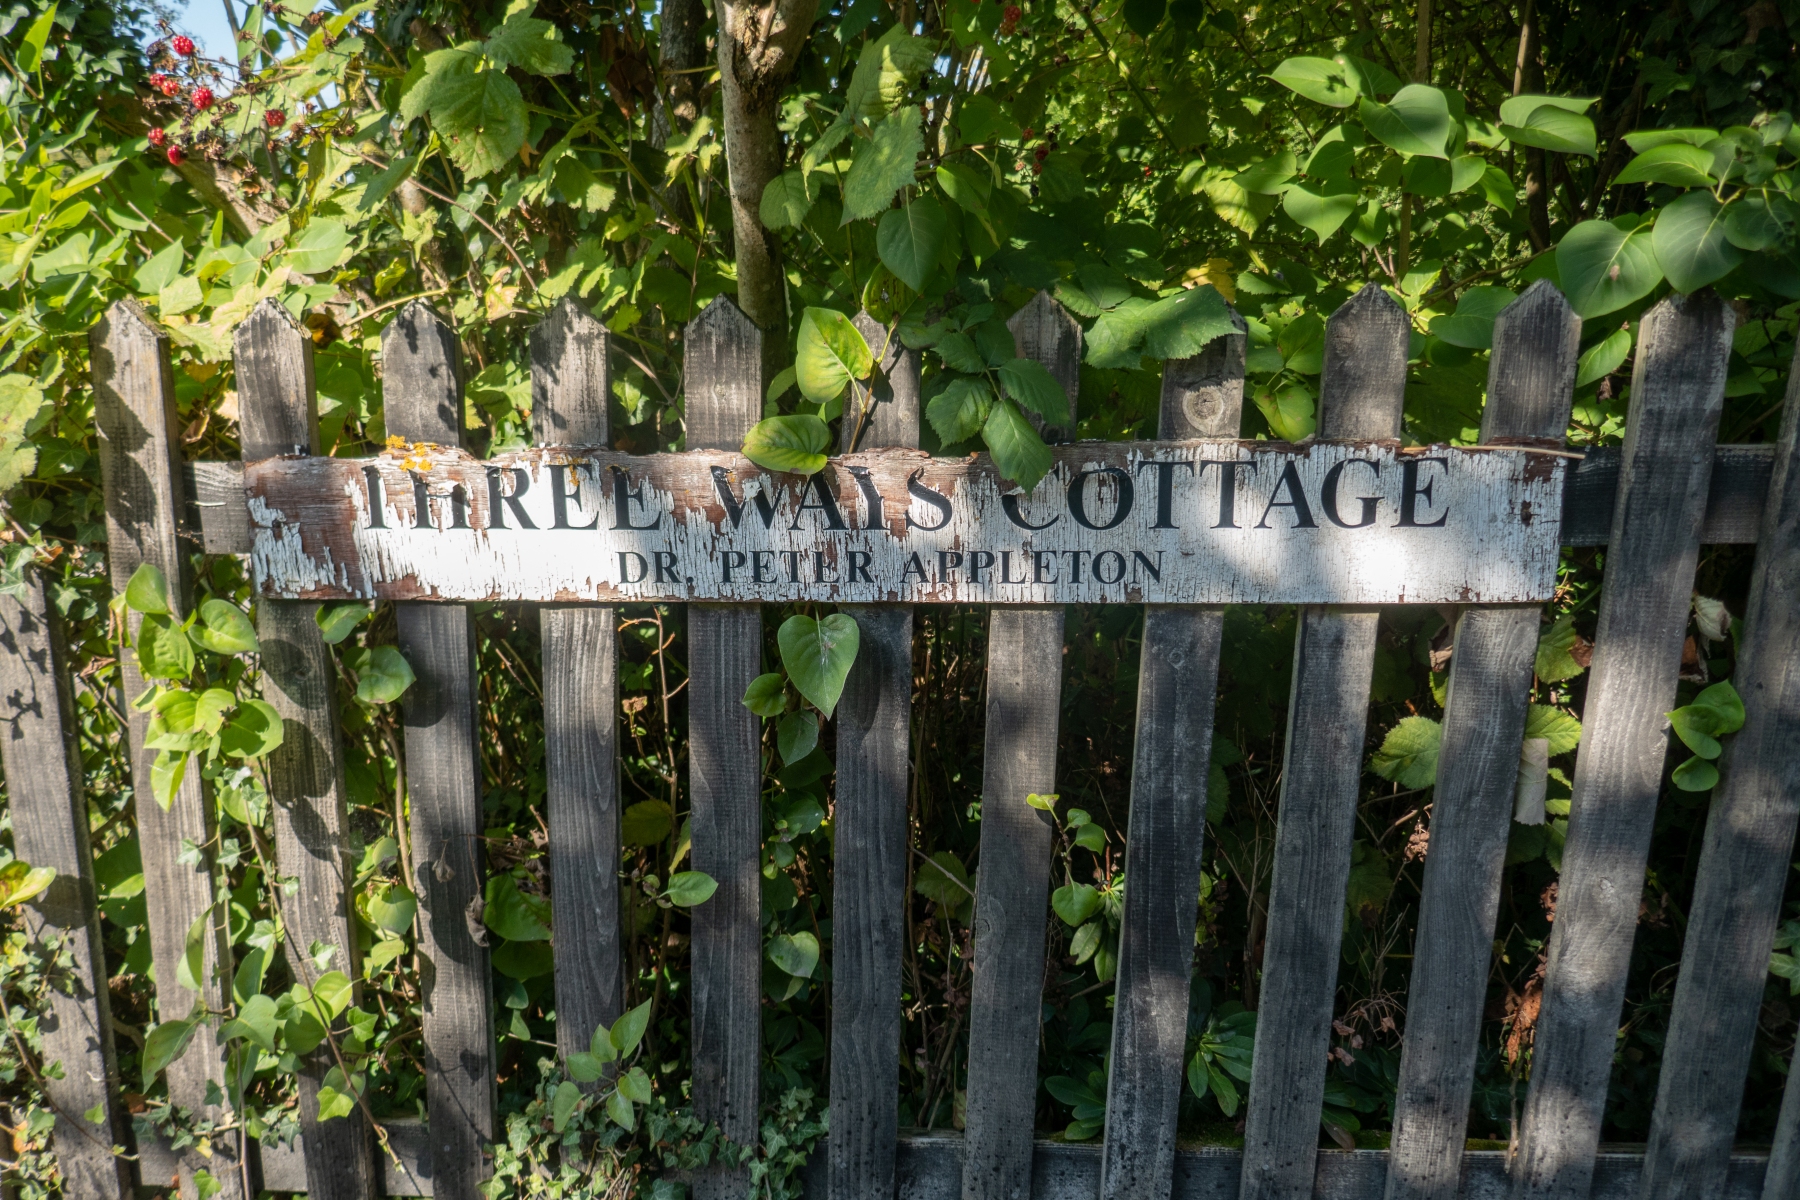 THREE WAYS COTTAGE
DR. PETER APPLETON